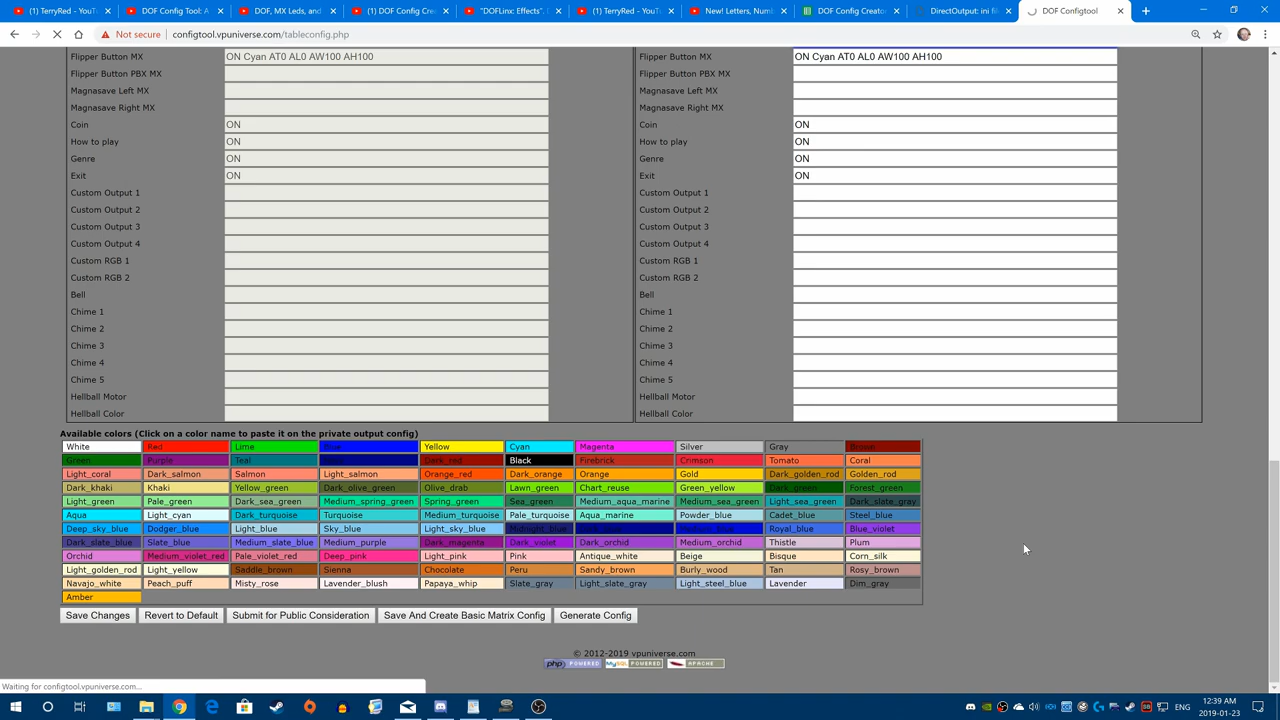 (1) TerryRed - YouT
DOF Config Tool: A
DOF, MX Leds, and
(1) DOF Config Cre
"DOFLinx: Effects". D
(1) TerryRed - YouT
New! Letters, Numb
DOF Config Creator
DirectOutput: ini fil
DOF Configtool
Not secure configtool.vpuniverse.com/tableconfig.php
Flipper Button MX ON Cyan AT0 AL0 AW100 AH100 Flipper Button MX ON Cyan AT0 AL0 AW100 AH100
Flipper Button PBX MX Flipper Button PBX MX
Magnasave Left MX Magnasave Left MX
Magnasave Right MX Magnasave Right MX
Coin ON Coin ON
How to play ON How to play ON
Genre ON Genre ON
Exit ON Exit ON
Custom Output 1 Custom Output 1
Custom Output 2 Custom Output 2
Custom Output 3 Custom Output 3
Custom Output 4 Custom Output 4
Custom RGB 1 Custom RGB 1
Custom RGB 2 Custom RGB 2
Bell Bell
Chime 1 Chime 1
Chime 2 Chime 2
Chime 3 Chime 3
Chime 4 Chime 4
Chime 5 Chime 5
Hellball Motor Hellball Motor
Hellball Color Hellball Color
Available colors (Click on a color name to paste it on the private output config)
White Red Lime Blue Yellow Cyan Magenta Silver Gray
Green Purple Teal Dark_red Black Firebrick Crimson Tomato Coral
Light_coral Dark_salmon Salmon Light_salmon Orange_red Dark_orange Orange Gold Dark_golden_rod Golden_rod
Dark_khaki Khaki Yellow_green Dark_olive_green Olive_drab Lawn_green Chart_reuse Green_yellow Dark_green Forest_green
Light_green Pale_green Dark_sea_green Medium_spring_green Spring_green Sea_green Medium_aqua_marine Medium_sea_green Light_sea_green Dark_slate_gray
Aqua Light_cyan Dark_turquoise Turquoise Medium_turquoise Pale_turquoise Aqua_marine Powder_blue Cadet_blue Steel_blue
Deep_sky_blue Dodger_blue Light_blue Sky_blue Light_sky_blue Midnight_blue Royal_blue Blue_violet
Dark_slate_blue Slate_blue Medium_slate_blue Medium_purple Dark_magenta Dark_violet Dark_orchid Medium_orchid Thistle Plum
Orchid Medium_violet_red Pale_violet_red Deep_pink Light_pink Pink Antique_white Beige Bisque Corn_silk
Light_golden_rod Light_yellow Saddle_brown Sienna Chocolate Peru Sandy_brown Burly_wood Tan Rosy_brown
Navajo_white Peach_puff Misty_rose Lavender_blush Papaya_whip Slate_gray Light_slate_gray Light_steel_blue Lavender Dim_gray
Amber
Save Changes Revert to Default Submit for Public Consideration Save And Create Basic Matrix Config Generate Config
© 2012-2019 vpuniverse.com
php POWERED MySQL POWERED APACHE
Waiting for configtool.vpuniverse.com...
ENG
12:39 AM
2019-01-23